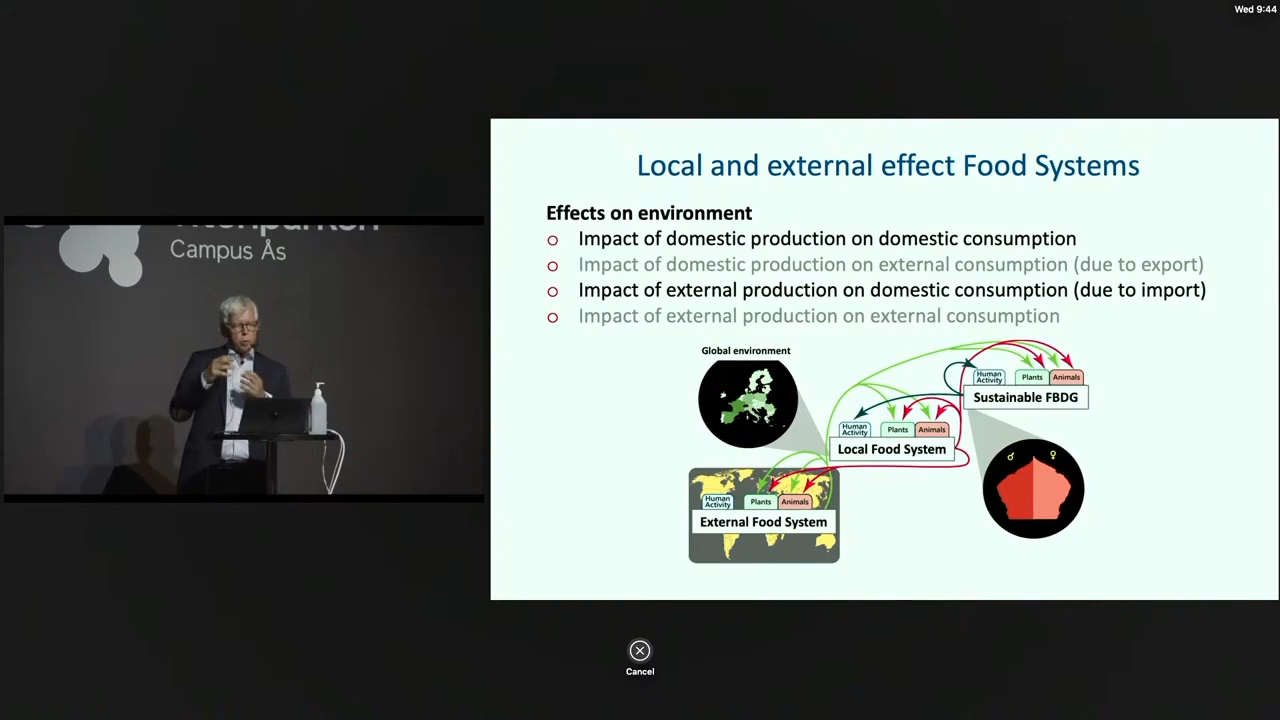 Wed 9:44
Campus Ås
Local and external effect Food Systems
Effects on environment
Impact of domestic production on domestic consumption
Impact of domestic production on external consumption (due to export)
Impact of external production on domestic consumption (due to import)
Impact of external production on external consumption
Global environment
Human
Activity
Plants
Animals
Sustainable FBDG
Human
Activity
Plants
Animals
Local Food System
Human
Activity
Plants
Animals
External Food System
Cancel